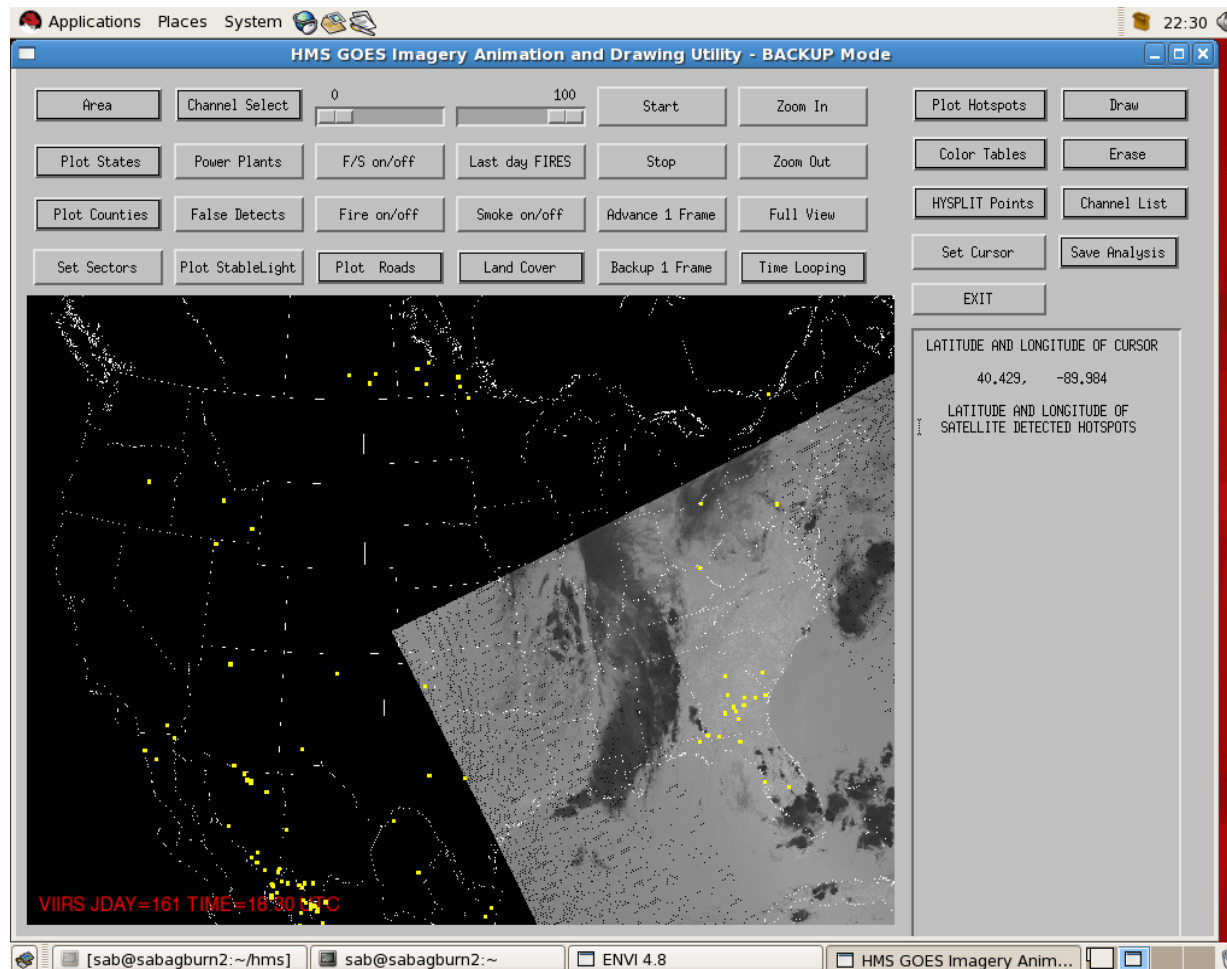 Applications Places System 22:30
HMS GOES Imagery Animation and Drawing Utility - BACKUP Mode
Area Channel Select 0 100 Start Zoom In Plot Hotspots Draw
Plot States Power Plants F/S on/off Last day FIRES Stop Zoom Out Color Tables Erase
Plot Counties False Detects Fire on/off Smoke on/off Advance 1 Frame Full View HYSPLIT Points Channel List
Set Sectors Plot StableLight Plot Roads Land Cover Backup 1 Frame Time Looping Set Cursor Save Analysis
EXIT
LATITUDE AND LONGITUDE OF CURSOR
40.429, -89.984
LATITUDE AND LONGITUDE OF
SATELLITE DETECTED HOTSPOTS
VIIRS JDAY=161 TIME=18:30 UTC
[sab@sabagburn2:~/hms] sab@sabagburn2:~ ENVI 4.8 HMS GOES Imagery Anim...